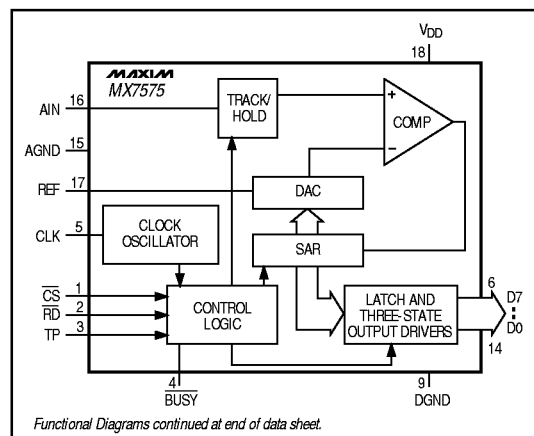 VDD
18
MAXIM
MX7575
AIN 16
TRACK/
HOLD
+
COMP
−
AGND 15
REF 17
DAC
CLK 5
CLOCK
OSCILLATOR
SAR
CS 1
RD 2
TP 3
CONTROL
LOGIC
LATCH AND
THREE-STATE
OUTPUT DRIVERS
6
D7
D0
14
4
BUSY
9
DGND
Functional Diagrams continued at end of data sheet.